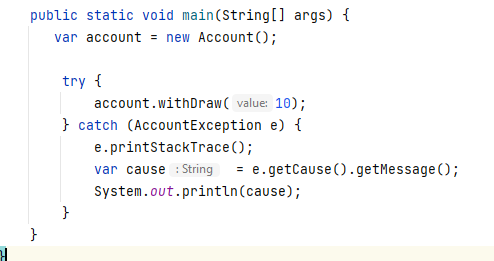 public static void main(String[] args) {
var account = new Account();
try {
account.withDraw( value: 10);
} catch (AccountException e) {
e.printStackTrace();
var cause : String = e.getCause().getMessage();
System.out.println(cause);
}
}
}